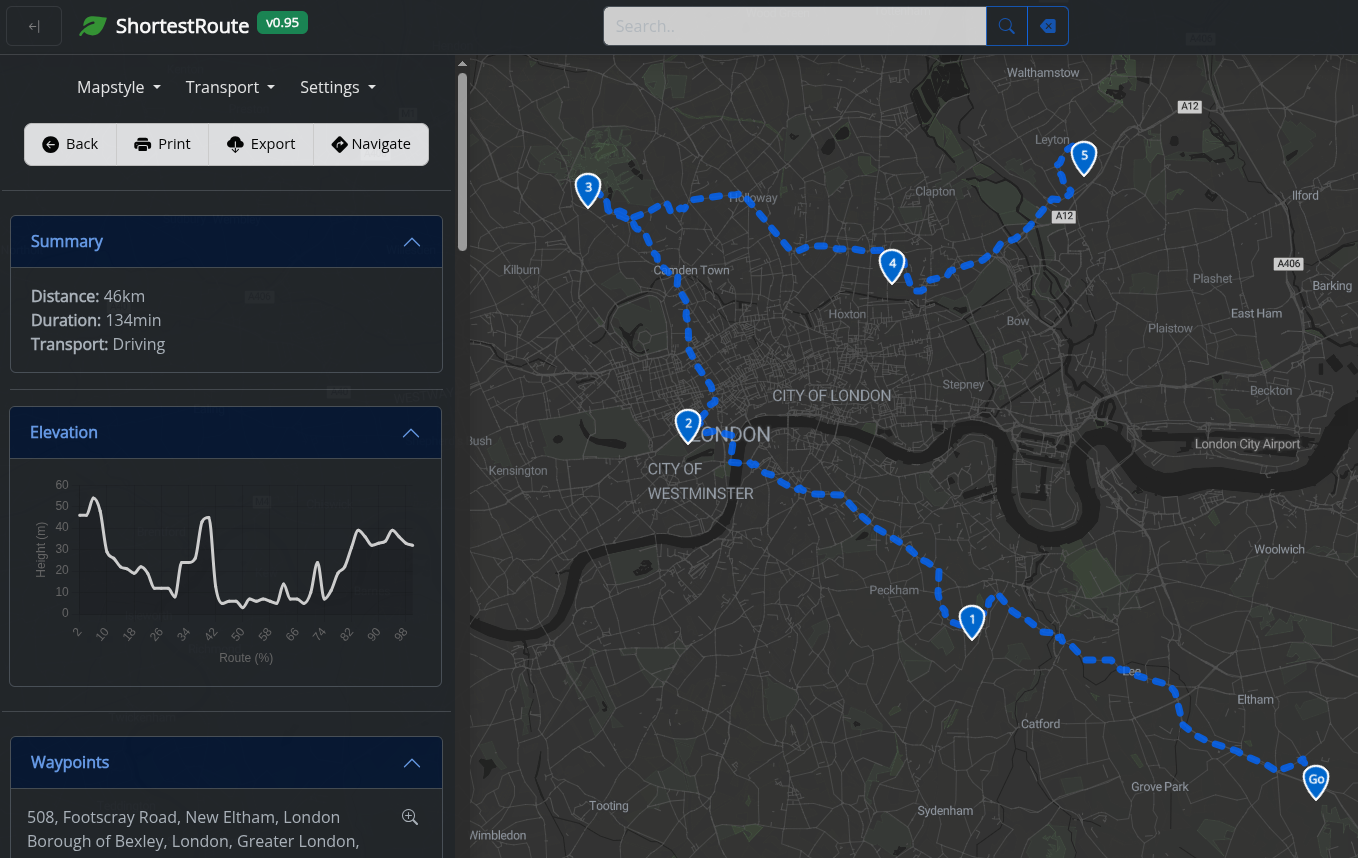 ShortestRoute v0.95
Search..
Mapstyle Transport Settings
Back Print Export Navigate
Summary
Distance: 46km
Duration: 134min
Transport: Driving
Elevation
60
50
40
30
20
10
0
Height (m)
2 10 18 26 34 42 50 58 66 74 82 90 98
Route (%)
Waypoints
508, Footscray Road, New Eltham, London
Borough of Bexley, London, Greater London,
Walthamstow
A12
Leyton
5
3
Clapton
Holloway
Ilford
A12
4
Kilburn
Camden Town
A406
Plashet
Barking
Hoxton
Bow
East Ham
Plaistow
Stepney
Beckton
CITY OF LONDON
2
LONDON
ush
London City Airport
Kensington
CITY OF
WESTMINSTER
Woolwich
Peckham
1
Lee
Eltham
Catford
Go
Grove Park
Tooting
Sydenham
Wimbledon